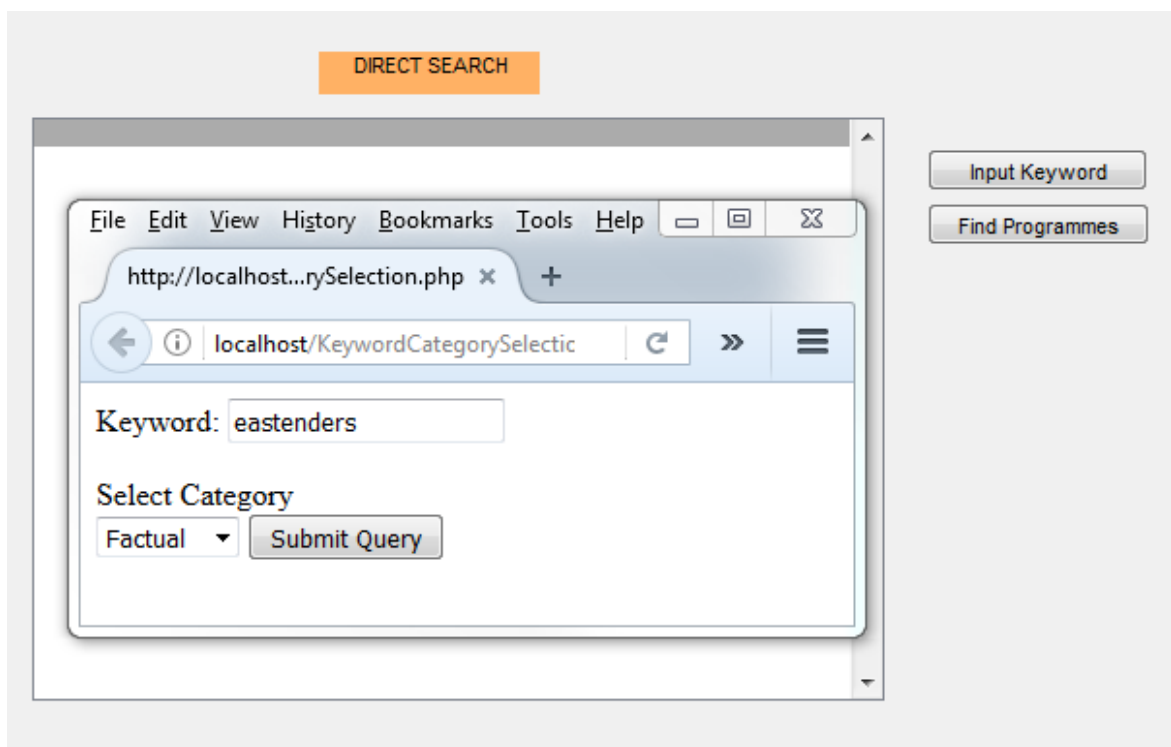 DIRECT SEARCH
Input Keyword
Find Programmes
File Edit View History Bookmarks Tools Help
http://localhost...rySelection.php
localhost/KeywordCategorySelectic
Keyword: eastenders
Select Category
Factual Submit Query